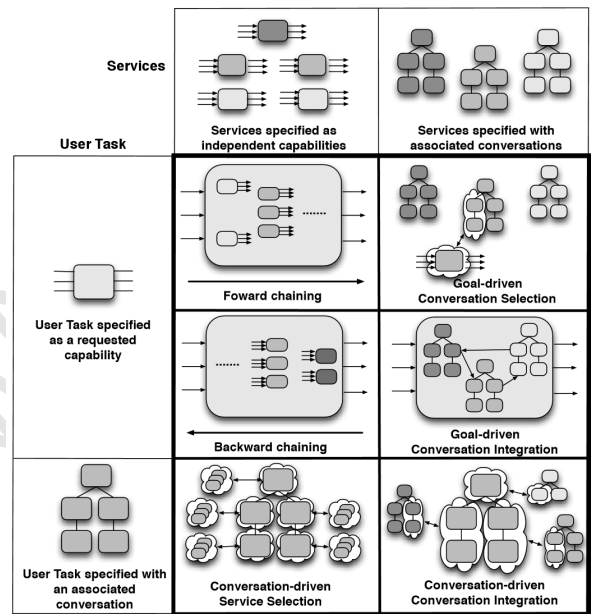 Services
User Task
Services specified as
independent capabilities
Services specified with
associated conversations
User Task specified
as a requested
capability
Foward chaining
Goal-driven
Conversation Selection
Backward chaining
Goal-driven
Conversation Integration
User Task specified with
an associated
conversation
Conversation-driven
Service Selection
Conversation-driven
Conversation Integration